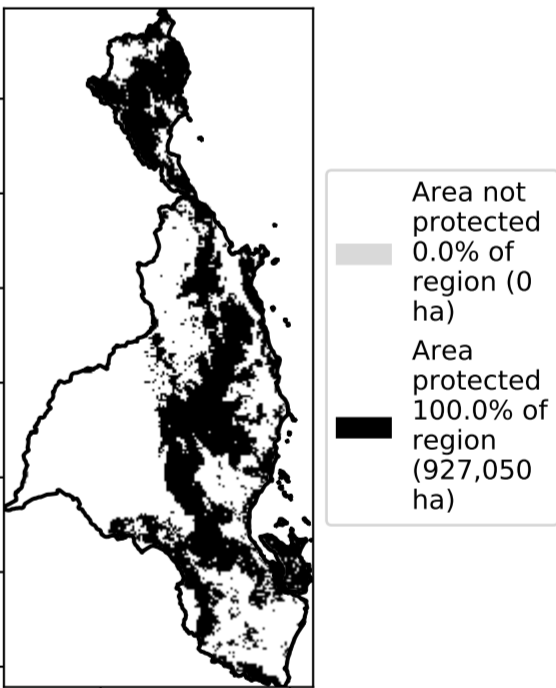 Area not
protected
0.0% of
region (0
ha)
Area
protected
100.0% of
region
(927,050
ha)